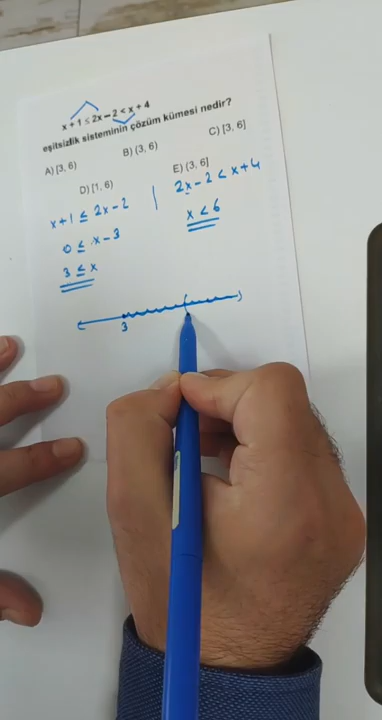 x + 1 ≤ 2x – 2 < x + 4
eşitsizlik sisteminin çözüm kümesi nedir?
A) [3, 6)
B) (3, 6)
C) [3, 6]
D) [1, 6)
E) (3, 6]
x+1 ≤ 2x-2
0 ≤ x-3
3 ≤ x
2x-2 < x+4
x < 6
3